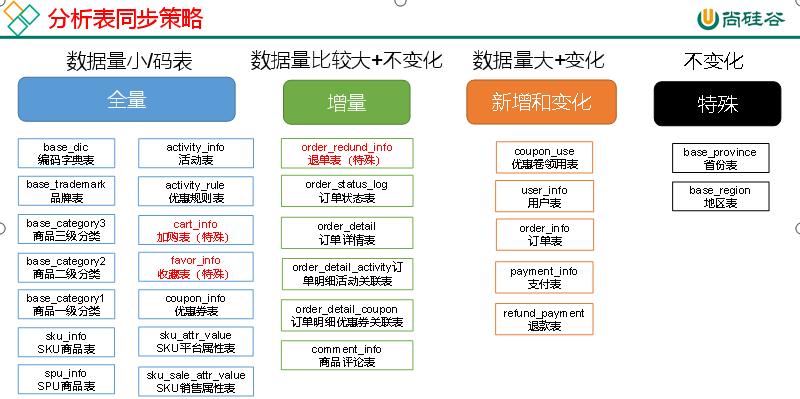 分析表同步策略
尚硅谷
数据量小/码表
全量
base_dic
编码字典表
base_trademark
品牌表
base_category3
商品三级分类
base_category2
商品二级分类
base_category1
商品一级分类
sku_info
SKU商品表
spu_info
SPU商品表
activity_info
活动表
activity_rule
优惠规则表
cart_info
加购表（特殊）
favor_info
收藏表（特殊）
coupon_info
优惠券表
sku_attr_value
SKU平台属性表
sku_sale_attr_value
SKU销售属性表
数据量比较大+不变化
增量
order_redund_info
退单表（特殊）
order_status_log
订单状态表
order_detail
订单详情表
order_detail_activity订
单明细活动关联表
order_detail_coupon
订单明细优惠券关联表
comment_info
商品评论表
数据量大+变化
新增和变化
coupon_use
优惠卷领用表
user_info
用户表
order_info
订单表
payment_info
支付表
refund_payment
退款表
不变化
特殊
base_province
省份表
base_region
地区表